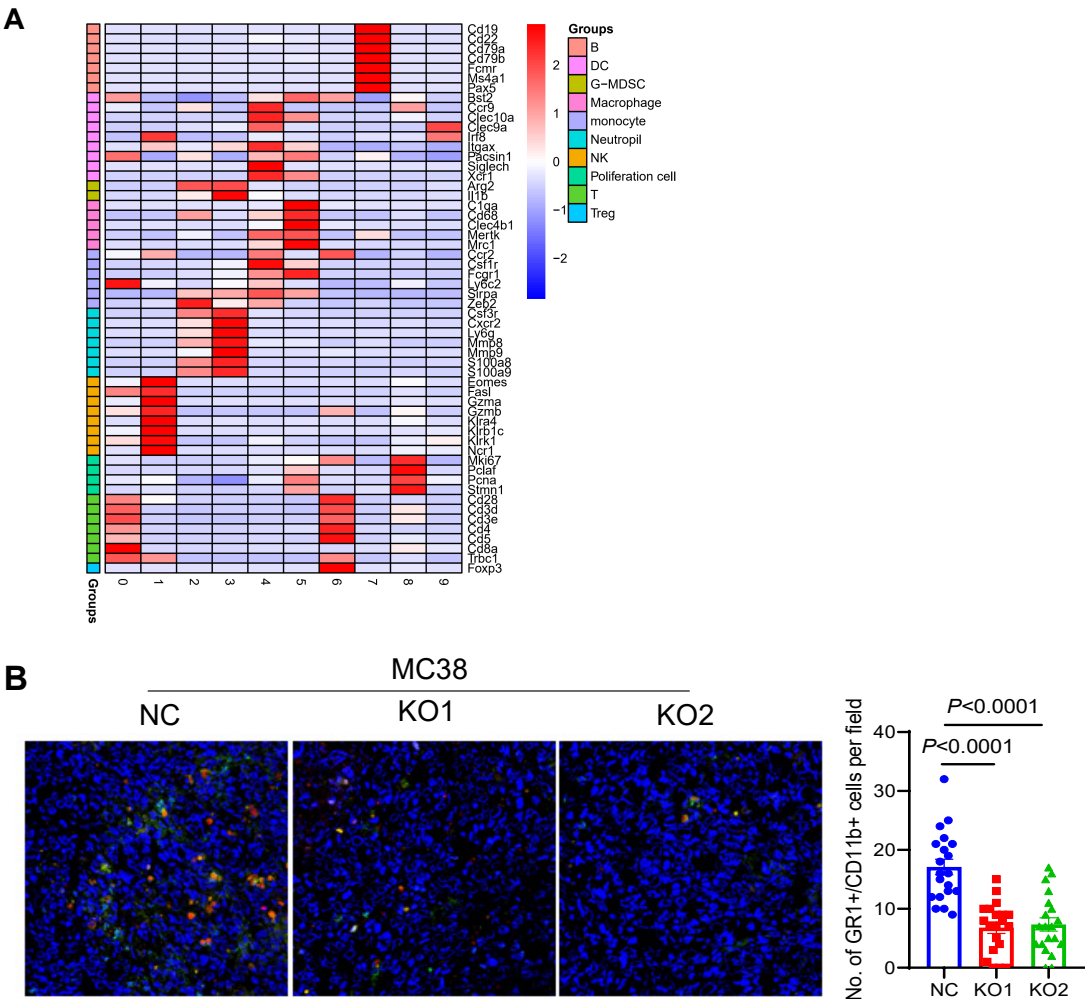 A
Cd19
Cd22
Cd79a
Cd79b
Fcmr
Ms4a1
Pax5
Bst2
Ccr9
Clec10a
Clec9a
Irf8
Itgax
Pacsin1
Siglech
Xcr1
Arg2
Il1b
C1qa
Cd68
Clec4b1
Mertk
Mrc1
Ccr2
Csf1r
Fcgr1
Ly6c2
Sirpa
Zeb2
Csf3r
Cxcr2
Ly6g
Mmp8
Mmp9
S100a8
S100a9
Eomes
Fasl
Gzma
Gzmb
Klra4
Klrb1c
Klrk1
Ncr1
Mki67
Pclaf
Pcna
Stmn1
Cd28
Cd3d
Cd3e
Cd4
Cd5
Cd8a
Trbc1
Foxp3
Groups
0 1 2 3 4 5 6 7 8 9
2
1
0
−1
−2
Groups
B
DC
G−MDSC
Macrophage
monocyte
Neutropil
NK
Poliferation cell
T
Treg
B
MC38
NC KO1 KO2
No. of GR1+/CD11b+ cells per field
P<0.0001
P<0.0001
40
30
20
10
0
NC KO1 KO2